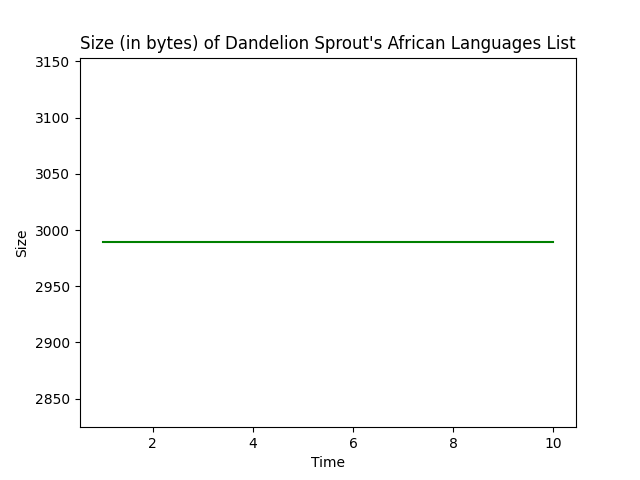 Size (in bytes) of Dandelion Sprout's African Languages List
3150
3100
3050
3000
2950
2900
2850
Size
2 4 6 8 10
Time